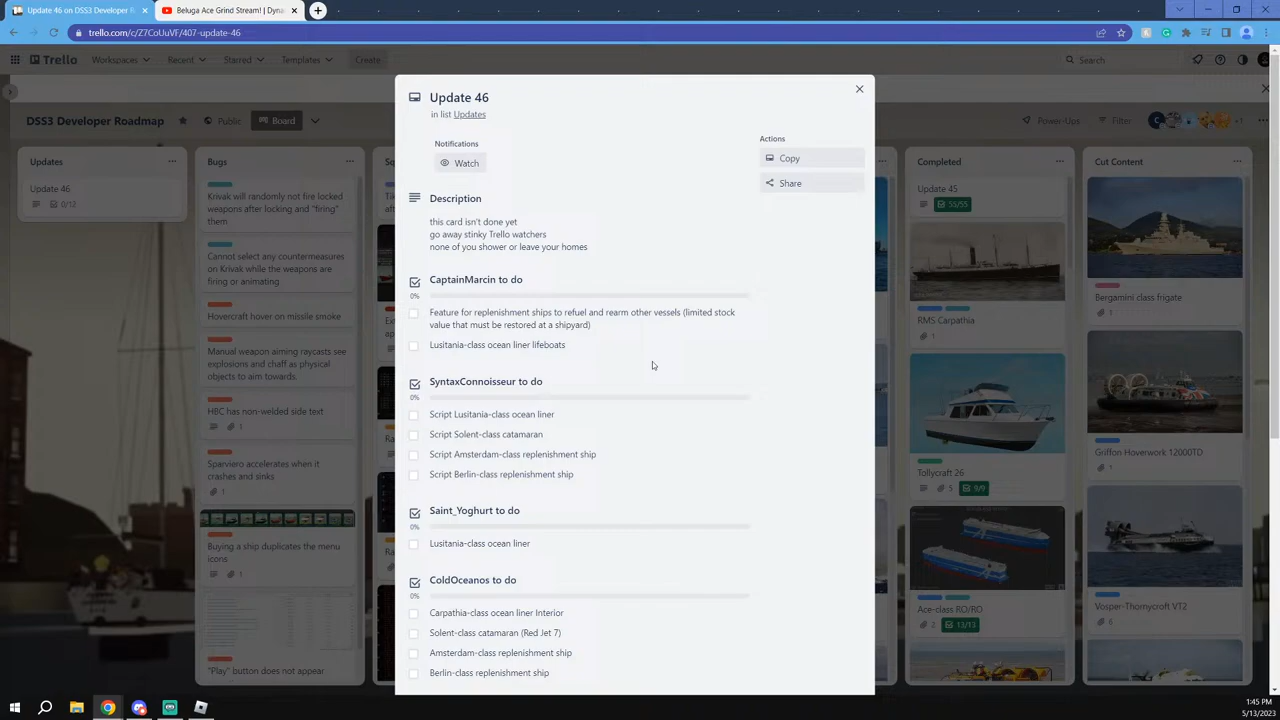 Update 46 on DSS3 Developer R
Beluga Ace Grind Stream! | Dyna
trello.com/c/Z7CoUuVF/407-update-46
Trello
Workspaces
Recent
Starred
Templates
Create
Search
DSS3 Developer Roadmap
Public
Board
Power-Ups
Filter
+1
Updates
Update 46
0/12
Bugs
Krivak will randomly not fire locked
weapons after locking and "firing"
them
Cannot select any countermeasures
on Krivak while the weapons are
firing or animating
Hovercraft hover on missile smoke
Manual weapon aiming raycasts see
explosions and effects as physical
objects to aim towards.
HBC has non-welded side text
1
Sparviero accelerates when it
crashes and sinks
1
Buying a ship duplicates the menu
icons
1
"Play" button does not appear
Update 46
in list Updates
Notifications
Watch
Actions
Copy
Share
Description
this card isn't done yet
go away stinky Trello watchers
none of you shower or leave your homes
CaptainMarcin to do
0%
Feature for replenishment ships to refuel and rearm other vessels (limited stock
value that must be restored at a shipyard)
Lusitania-class ocean liner lifeboats
SyntaxConnoisseur to do
0%
Script Lusitania-class ocean liner
Script Solent-class catamaran
Script Amsterdam-class replenishment ship
Script Berlin-class replenishment ship
Saint_Yoghurt to do
0%
Lusitania-class ocean liner
ColdOceanos to do
0%
Carpathia-class ocean liner Interior
Solent-class catamaran (Red Jet 7)
Amsterdam-class replenishment ship
Berlin-class replenishment ship
Completed
Update 45
55/55
RMS Carpathia
1
Tollycraft 26
5
9/9
Ace-class RO/RO
2
13/13
Cut Content
Bergamini class frigate
1
Griffon Hoverwork 12000TD
1
Vosper-Thornycroft VT2
6
1:45 PM
5/13/2023